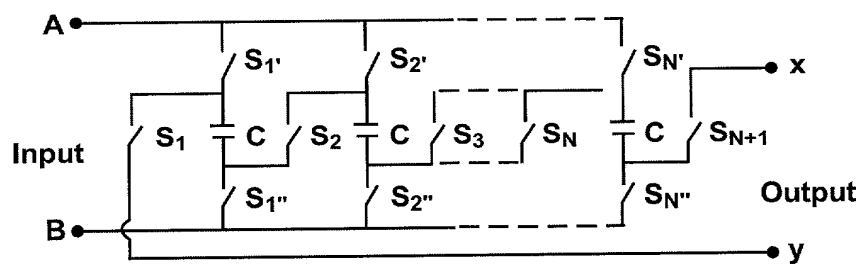 A
S1'
S2'
SN'
x
Input
S1
C
S2
C
S3
SN
C
SN+1
S1"
S2"
SN"
Output
B
y